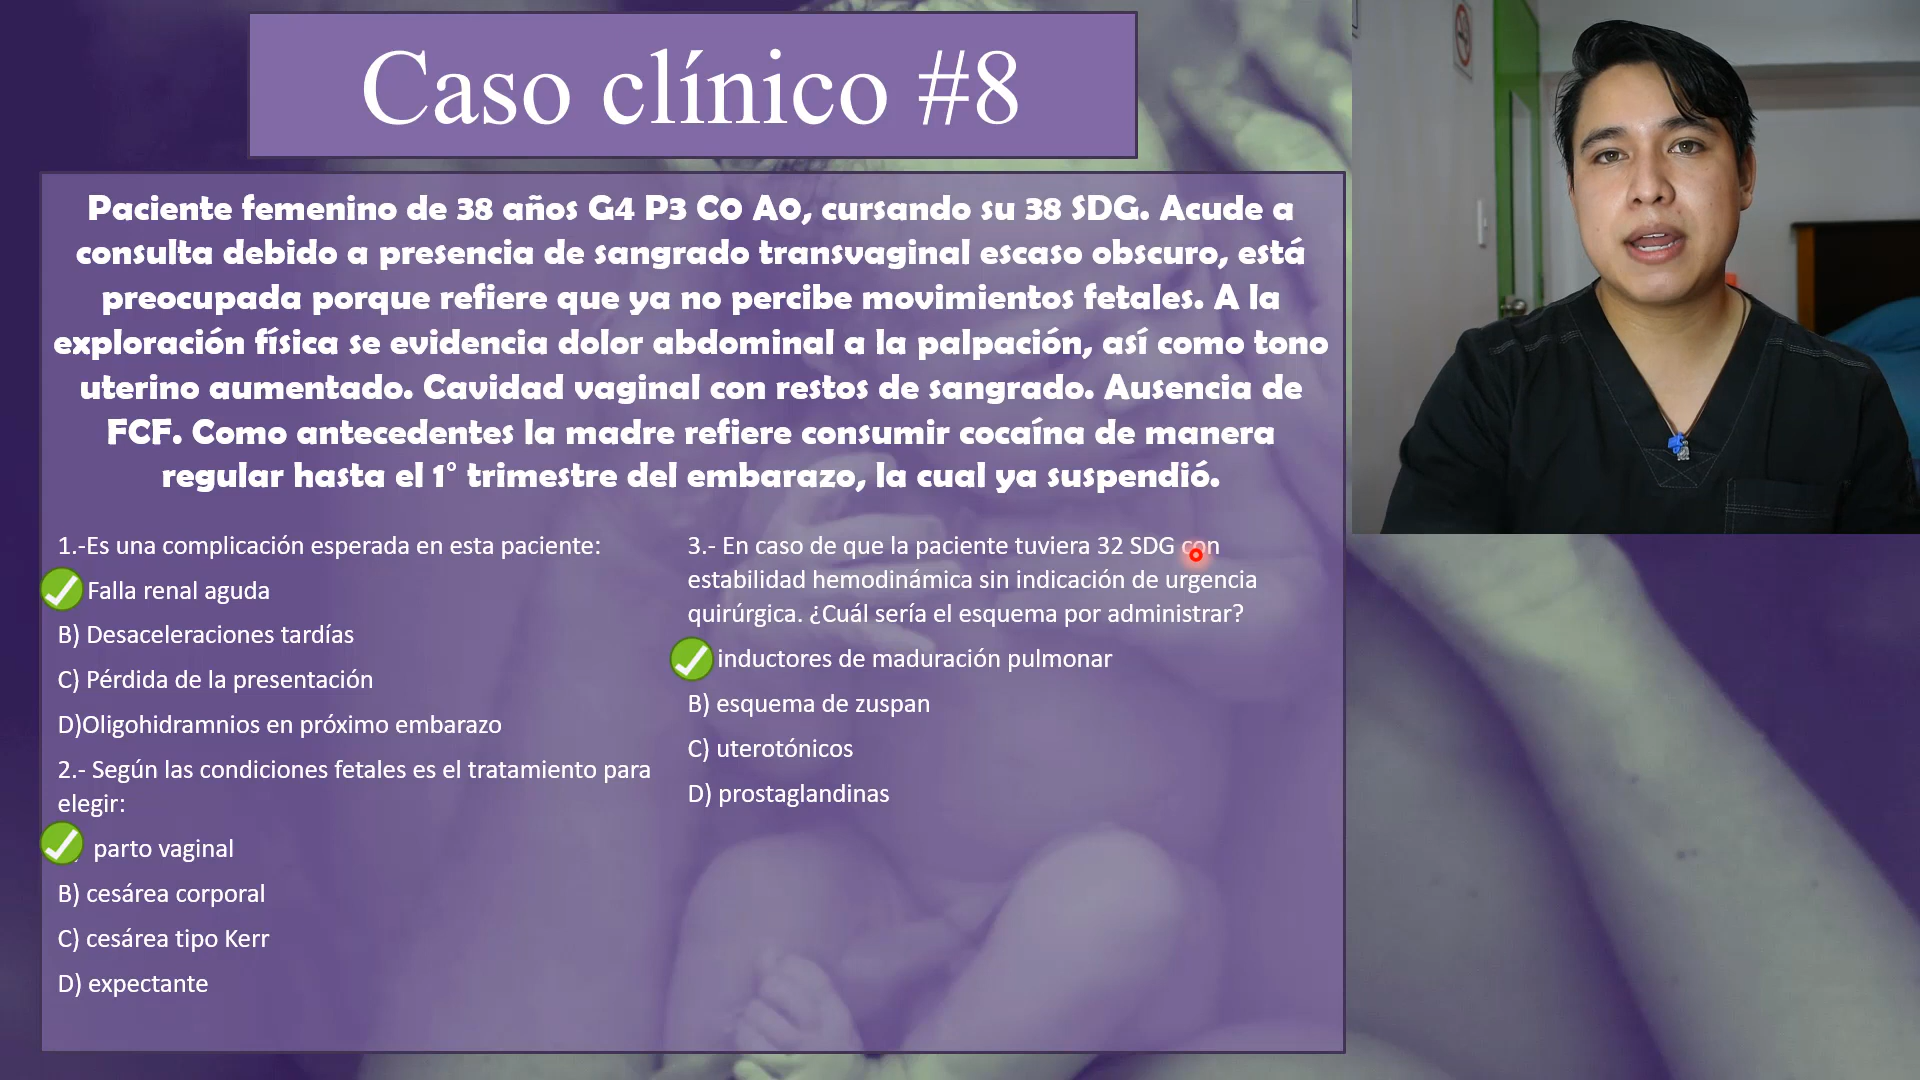 Caso clínico #8
Paciente femenino de 38 años G4 P3 C0 A0, cursando su 38 SDG. Acude a
consulta debido a presencia de sangrado transvaginal escaso obscuro, está
preocupada porque refiere que ya no percibe movimientos fetales. A la
exploración física se evidencia dolor abdominal a la palpación, así como tono
uterino aumentado. Cavidad vaginal con restos de sangrado. Ausencia de
FCF. Como antecedentes la madre refiere consumir cocaína de manera
regular hasta el 1° trimestre del embarazo, la cual ya suspendió.
1.-Es una complicación esperada en esta paciente:
Falla renal aguda
B) Desaceleraciones tardías
C) Pérdida de la presentación
D)Oligohidramnios en próximo embarazo
2.- Según las condiciones fetales es el tratamiento para
elegir:
parto vaginal
B) cesárea corporal
C) cesárea tipo Kerr
D) expectante
3.- En caso de que la paciente tuviera 32 SDG con
estabilidad hemodinámica sin indicación de urgencia
quirúrgica. ¿Cuál sería el esquema por administrar?
inductores de maduración pulmonar
B) esquema de zuspan
C) uterotónicos
D) prostaglandinas